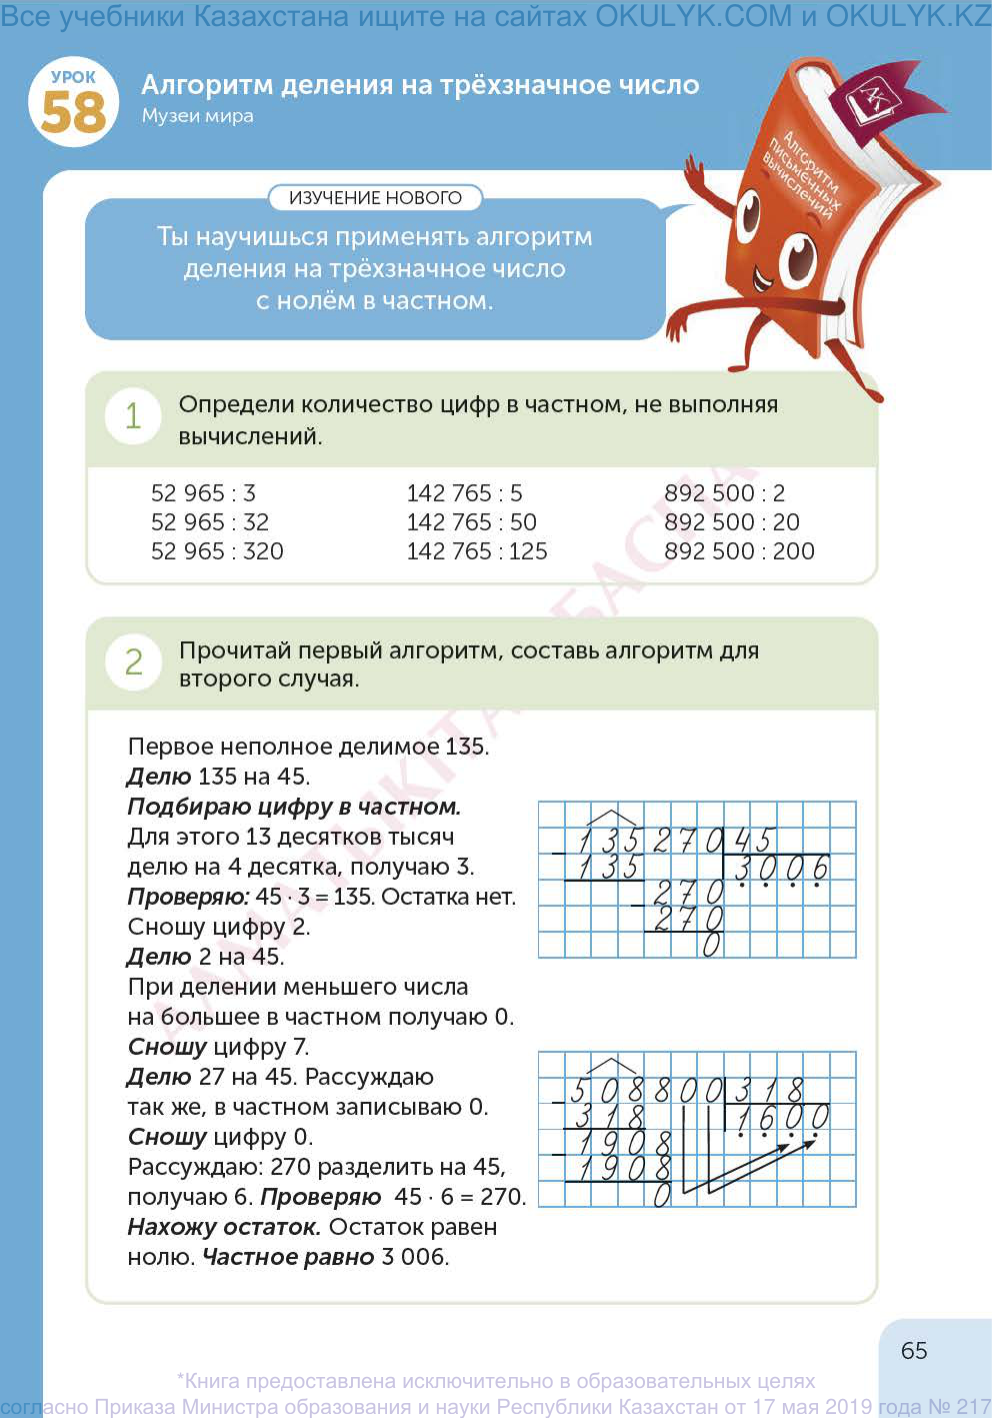 Все учебники Казахстана ищите на сайтах OKULYK.COM и OKULYK.KZ
УРОК
58
Алгоритм деления на трёхзначное число
Музеи мира
АК
Алгоритм
письменных
вычислений
ИЗУЧЕНИЕ НОВОГО
Ты научишься применять алгоритм
деления на трёхзначное число
с нолём в частном.
1
Определи количество цифр в частном, не выполняя
вычислений.
52 965 : 3 142 765 : 5 892 500 : 2
52 965 : 32 142 765 : 50 892 500 : 20
52 965 : 320 142 765 : 125 892 500 : 200
2
Прочитай первый алгоритм, составь алгоритм для
второго случая.
Первое неполное делимое 135.
Делю 135 на 45.
Подбираю цифру в частном.
Для этого 13 десятков тысяч
делю на 4 десятка, получаю 3.
Проверяю: 45 · 3 = 135. Остатка нет.
Сношу цифру 2.
Делю 2 на 45.
При делении меньшего числа
на большее в частном получаю 0.
Сношу цифру 7.
Делю 27 на 45. Рассуждаю
так же, в частном записываю 0.
Сношу цифру 0.
Рассуждаю: 270 разделить на 45,
получаю 6. Проверяю 45 · 6 = 270.
Нахожу остаток. Остаток равен
нолю. Частное равно 3 006.
135270 45
135 3006
270
270
0
508800 318
318 1600
1908
1908
0
АЛМАТЫКІТАП БАСПА
65
*Книга предоставлена исключительно в образовательных целях
согласно Приказа Министра образования и науки Республики Казахстан от 17 мая 2019 года № 217